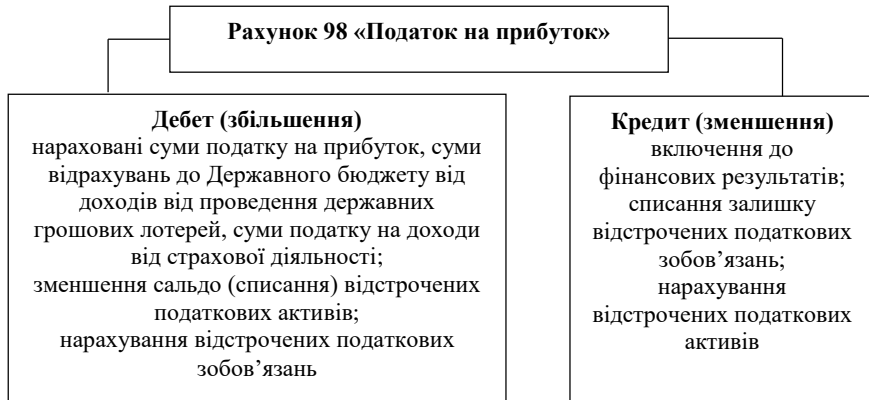 Рахунок 98 «Податок на прибуток»
Дебет (збільшення)
нараховані суми податку на прибуток, суми
відрахувань до Державного бюджету від
доходів від проведення державних
грошових лотерей, суми податку на доходи
від страхової діяльності;
зменшення сальдо (списання) відстрочених
податкових активів;
нарахування відстрочених податкових
зобов’язань
Кредит (зменшення)
включення до
фінансових результатів;
списання залишку
відстрочених податкових
зобов’язань;
нарахування
відстрочених податкових
активів